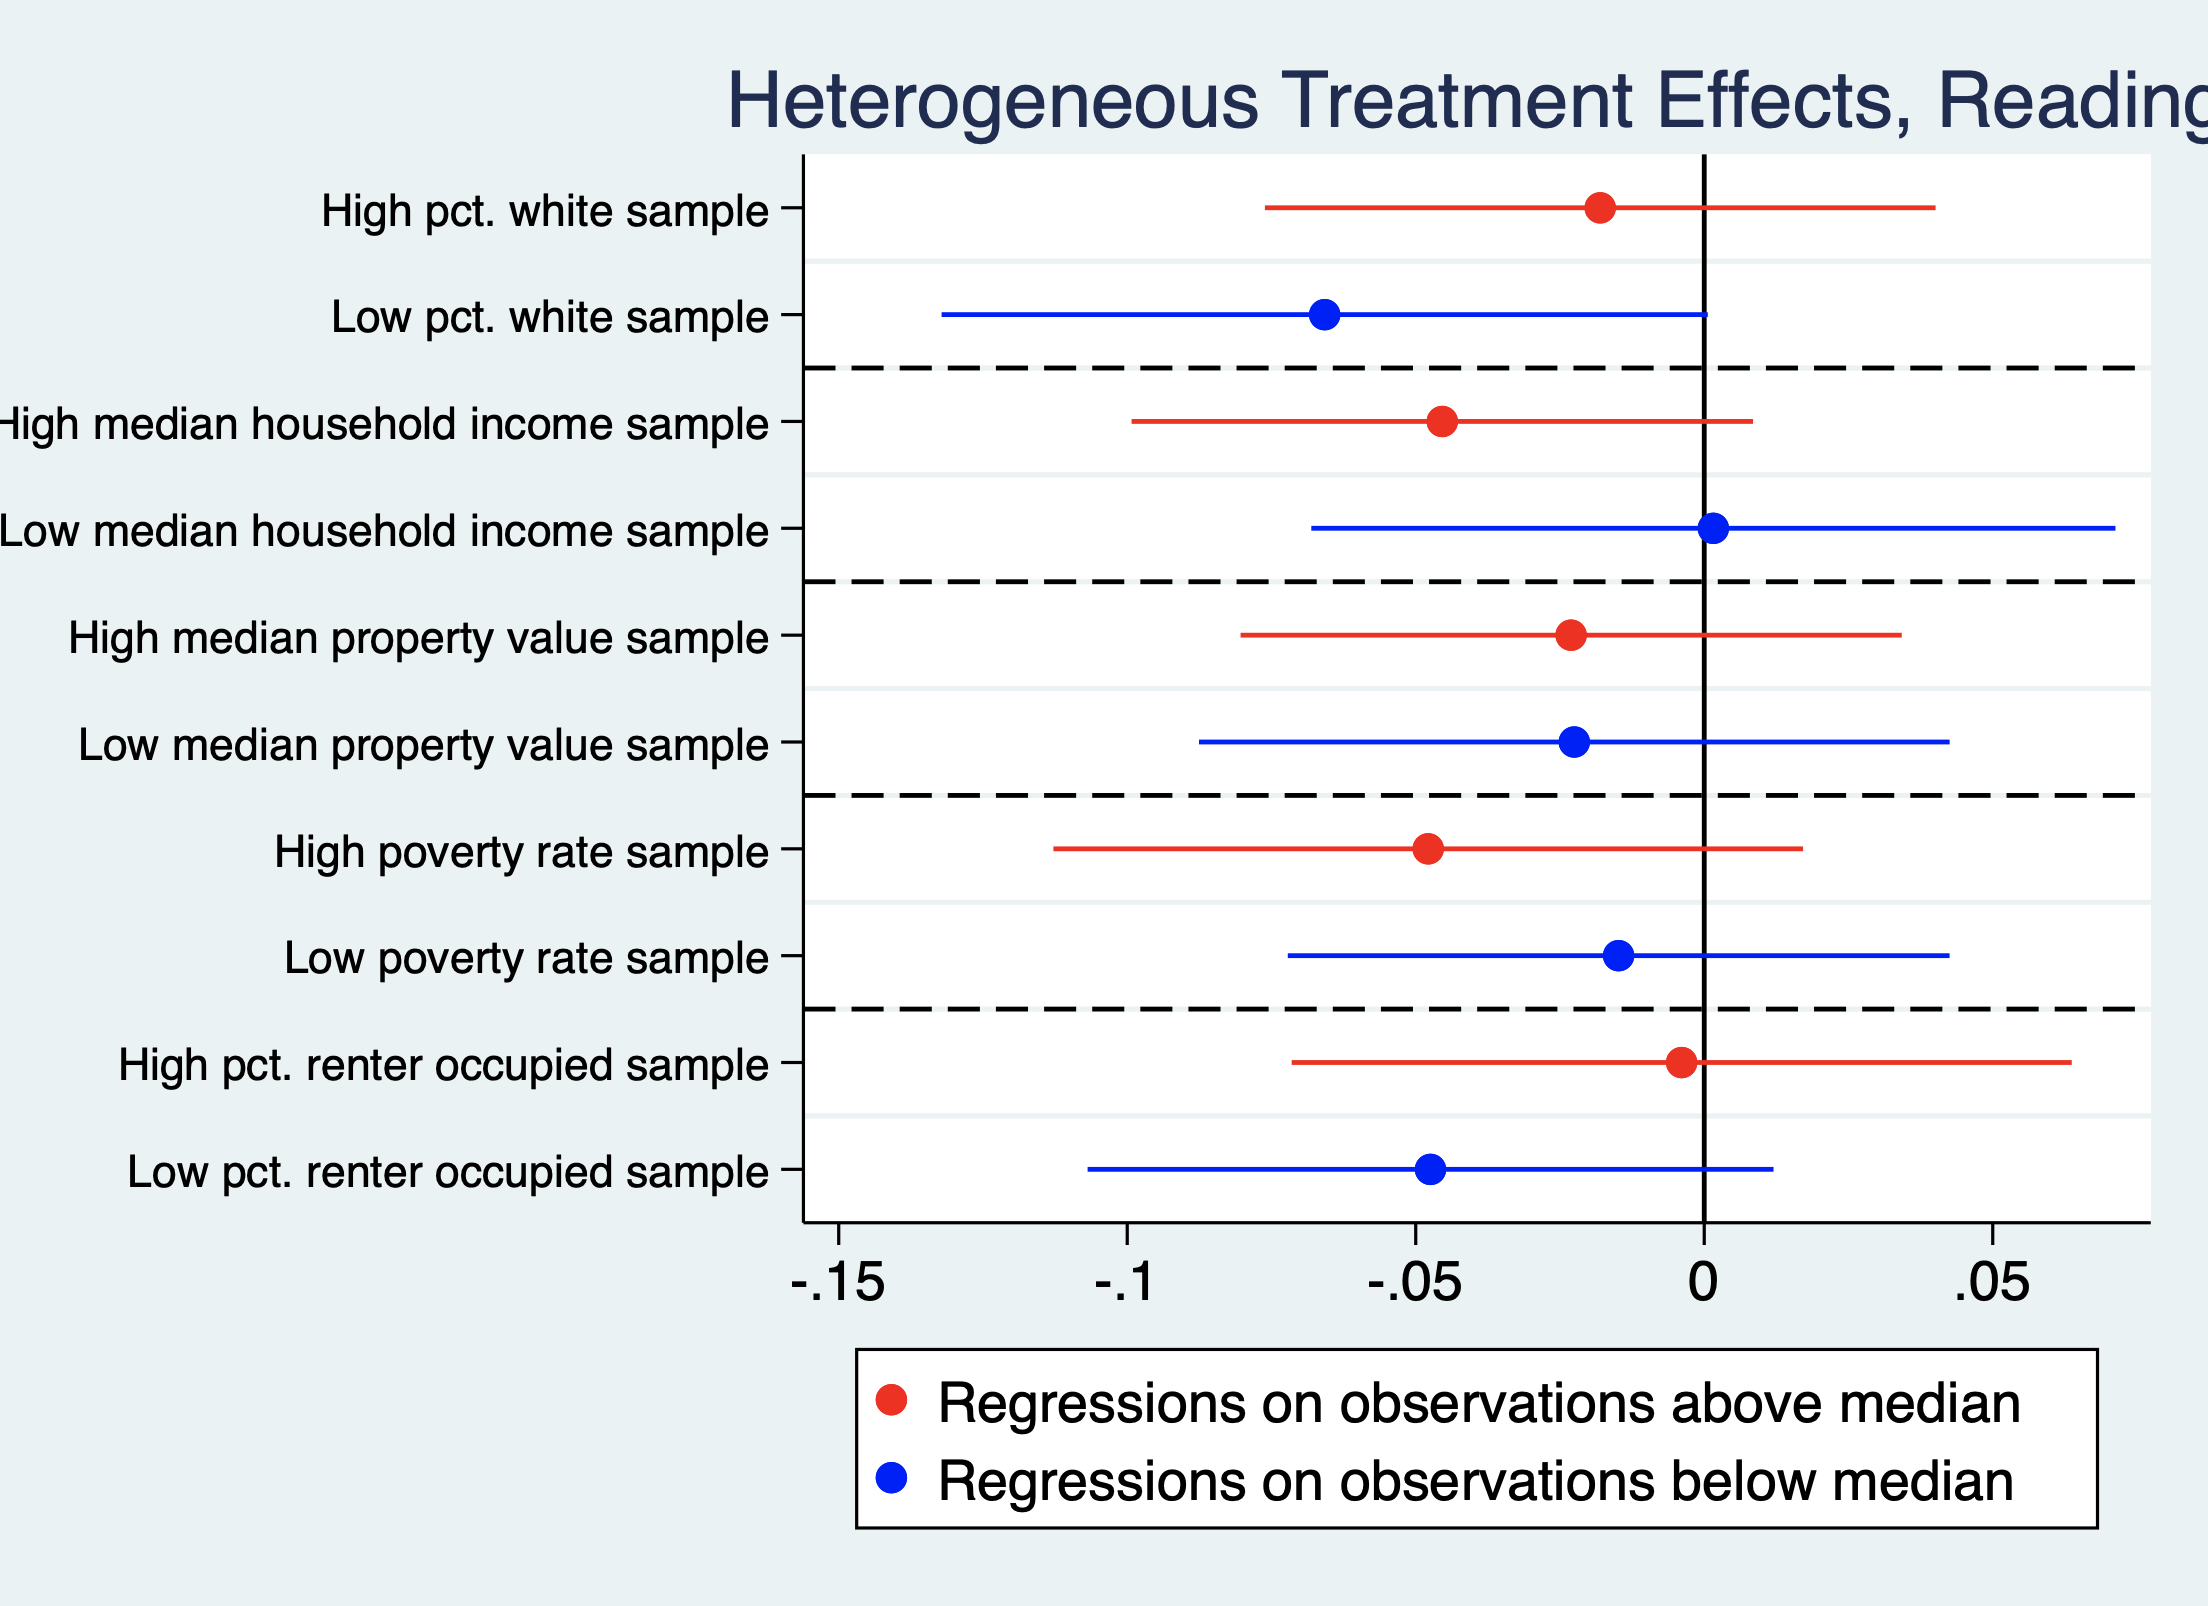 Heterogeneous Treatment Effects, Reading
High pct. white sample
Low pct. white sample
High median household income sample
Low median household income sample
High median property value sample
Low median property value sample
High poverty rate sample
Low poverty rate sample
High pct. renter occupied sample
Low pct. renter occupied sample
-.15 -.1 -.05 0 .05
Regressions on observations above median
Regressions on observations below median